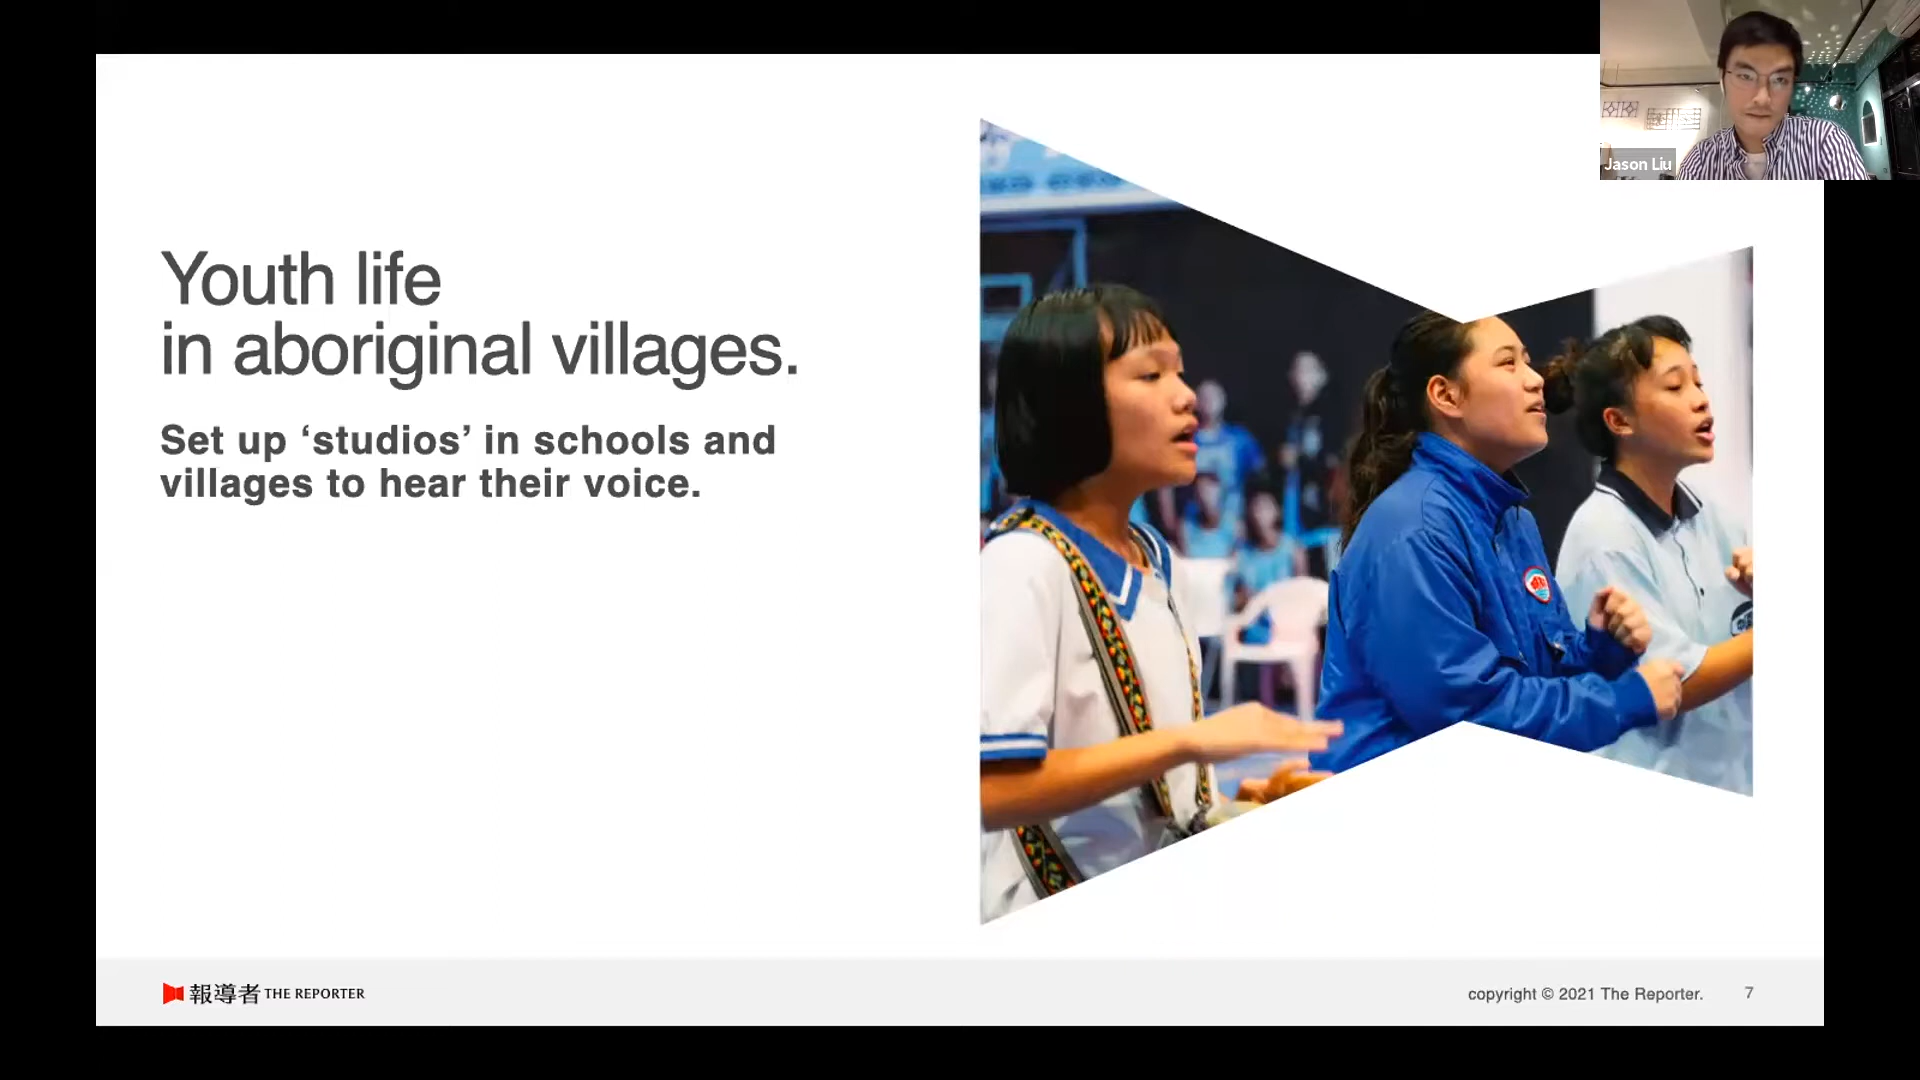 Jason Liu
Youth life
in aboriginal villages.
Set up ‘studios’ in schools and
villages to hear their voice.
報導者 THE REPORTER
copyright © 2021 The Reporter.
7